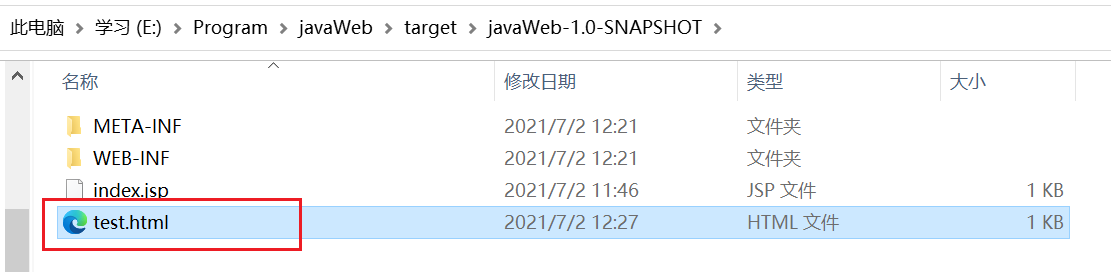 此电脑 > 学习 (E:) > Program > javaWeb > target > javaWeb-1.0-SNAPSHOT >
名称 修改日期 类型 大小
META-INF 2021/7/2 12:21 文件夹
WEB-INF 2021/7/2 12:21 文件夹
index.jsp 2021/7/2 11:46 JSP 文件 1 KB
test.html 2021/7/2 12:27 HTML 文件 1 KB